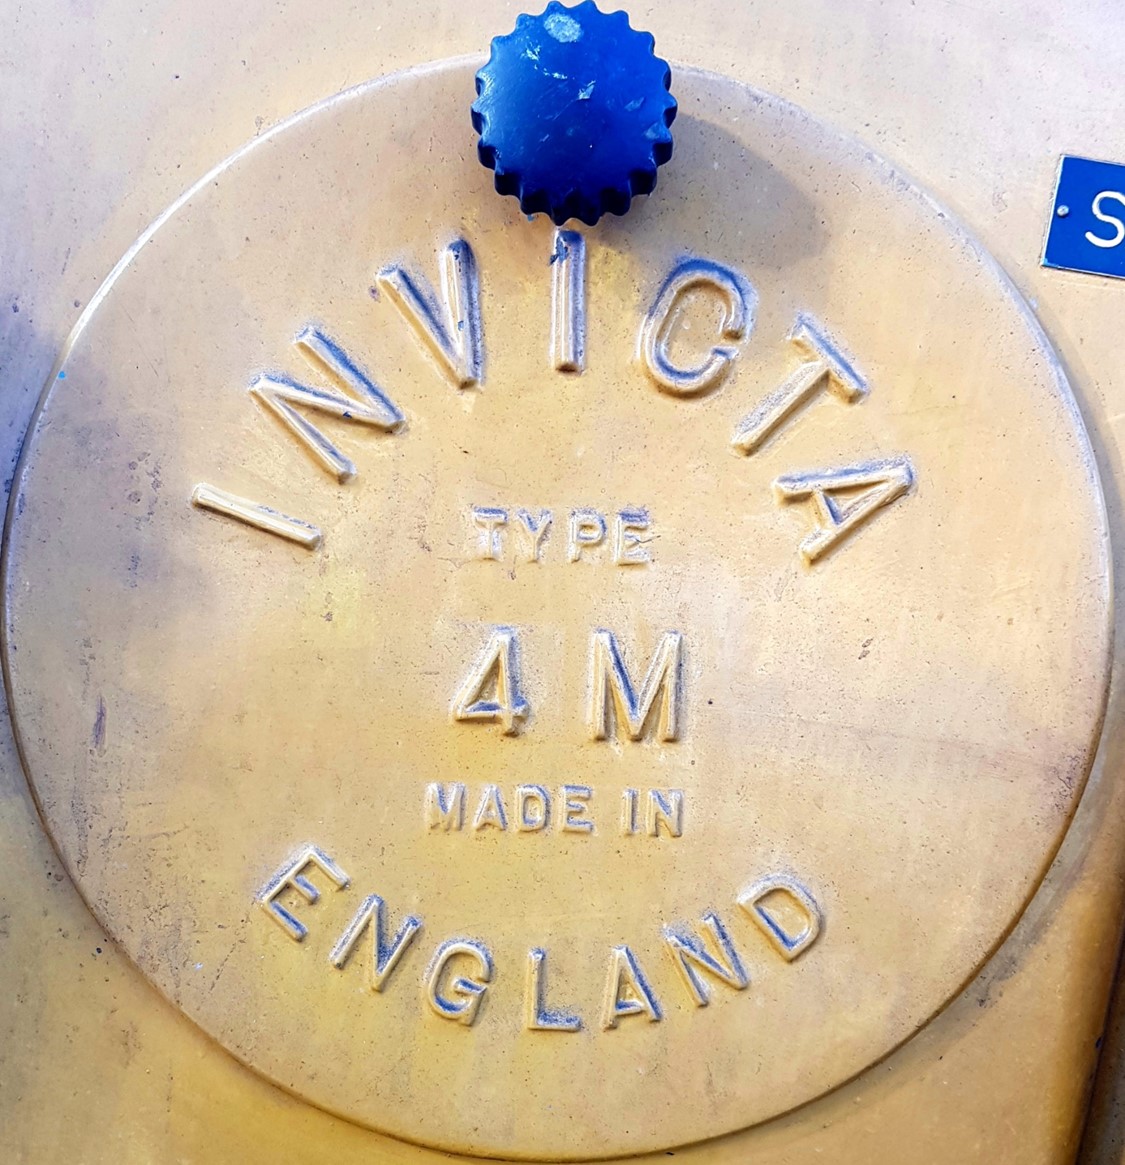 INVICTA
TYPE
4 M
MADE IN
ENGLAND
S